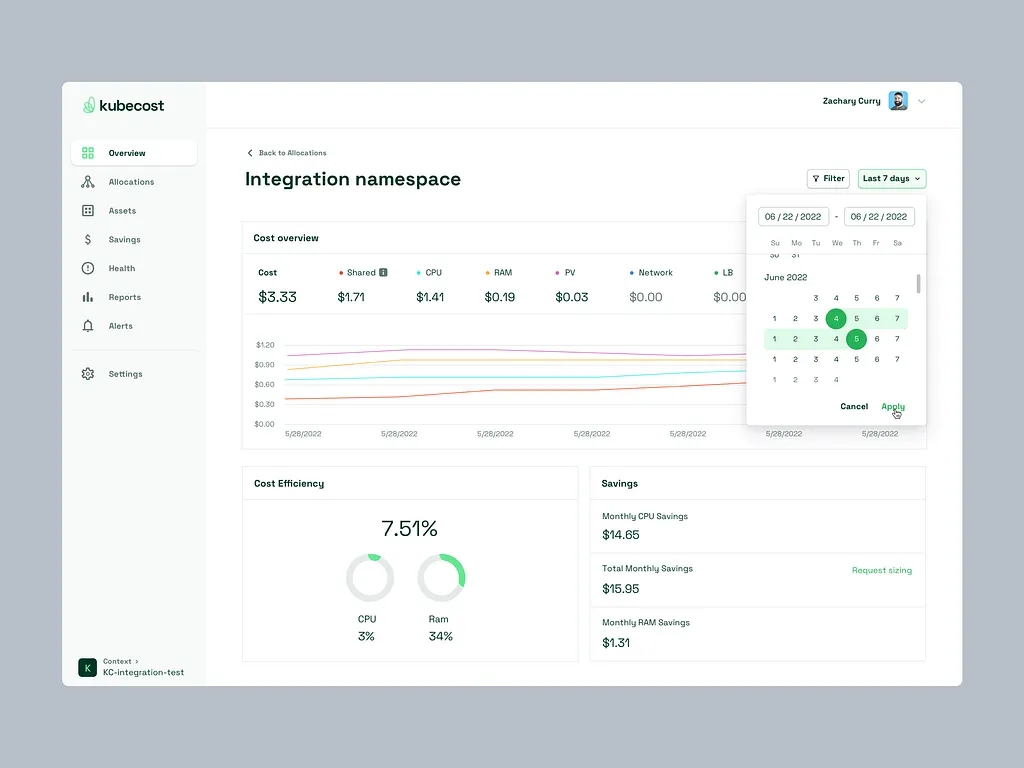 kubecost
Zachary Curry
Overview
Allocations
Assets
Savings
Health
Reports
Alerts
Settings
K
Context >
KC-integration-test
Back to Allocations
Integration namespace
Filter
Last 7 days
06 / 22 / 2022 - 06 / 22 / 2022
Su Mo Tu We Th Fr Sa
30 31
June 2022
3 4 5 6 7
1 2 3 4 5 6 7
1 2 3 4 5 6 7
1 2 3 4 5 6 7
1 2 3 4
Cancel Apply
Cost overview
Cost Shared i CPU RAM PV Network LB
$3.33 $1.71 $1.41 $0.19 $0.03 $0.00 $0.00
$1.20
$0.90
$0.60
$0.30
$0.00
5/28/2022 5/28/2022 5/28/2022 5/28/2022 5/28/2022 5/28/2022 5/28/2022
Cost Efficiency
7.51%
CPU Ram
3% 34%
Savings
Monthly CPU Savings
$14.65
Total Monthly Savings
$15.95
Request sizing
Monthly RAM Savings
$1.31